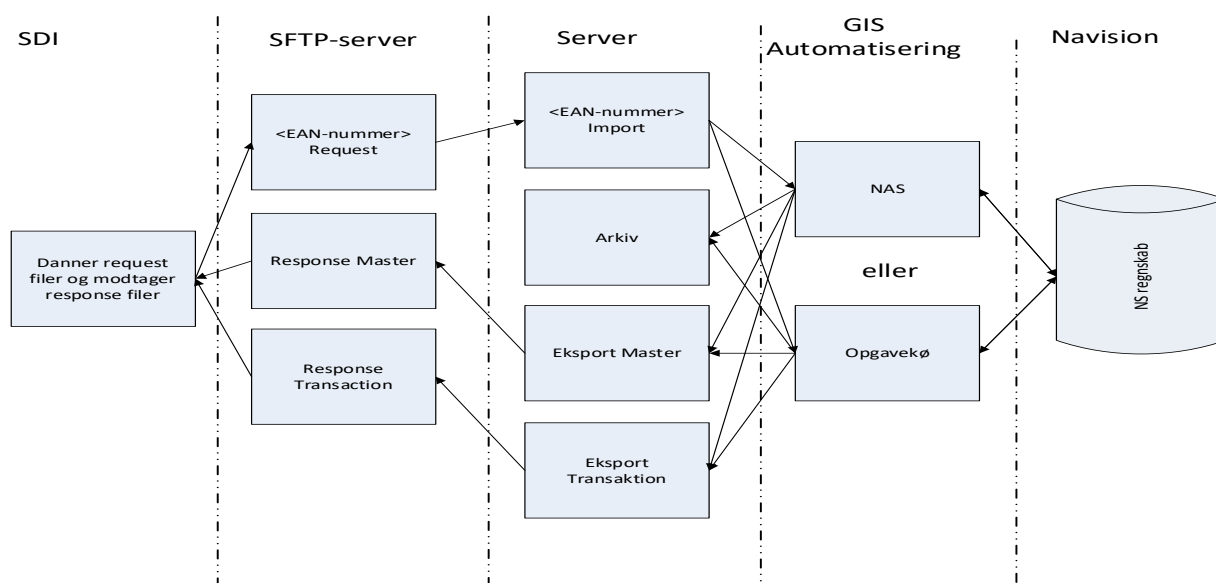 SDI
SFTP-server
Server
GIS
Automatisering
Navision
Danner request
filer og modtager
response filer
<EAN-nummer>
Request
Response Master
Response
Transaction
<EAN-nummer>
Import
Arkiv
Eksport Master
Eksport
Transaktion
NAS
eller
Opgavekø
NS regnskab